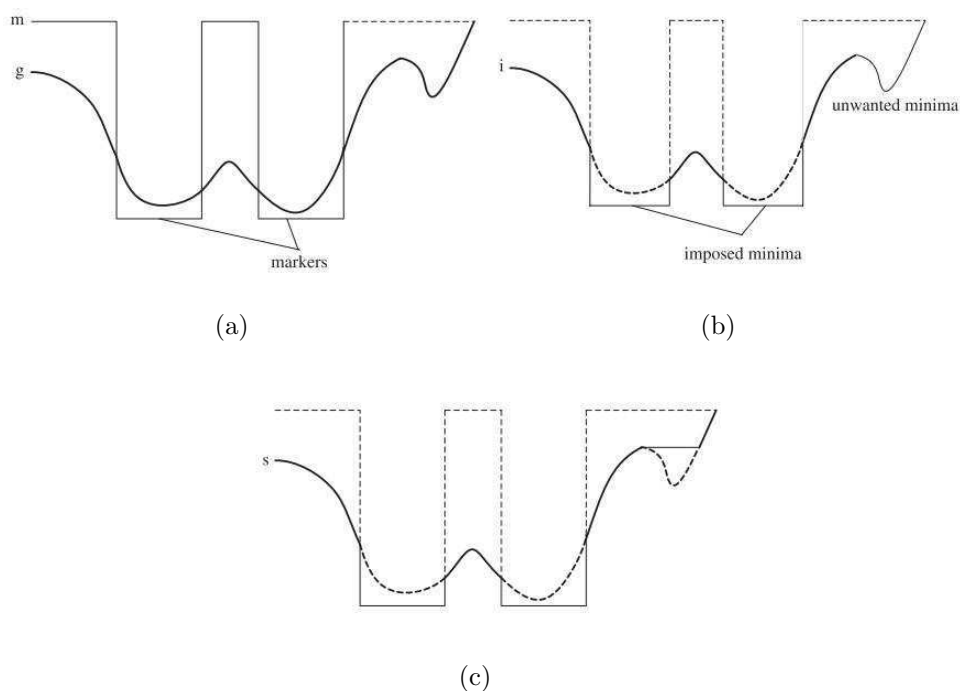 m
g
markers
(a)
i
unwanted minima
imposed minima
(b)
s
(c)